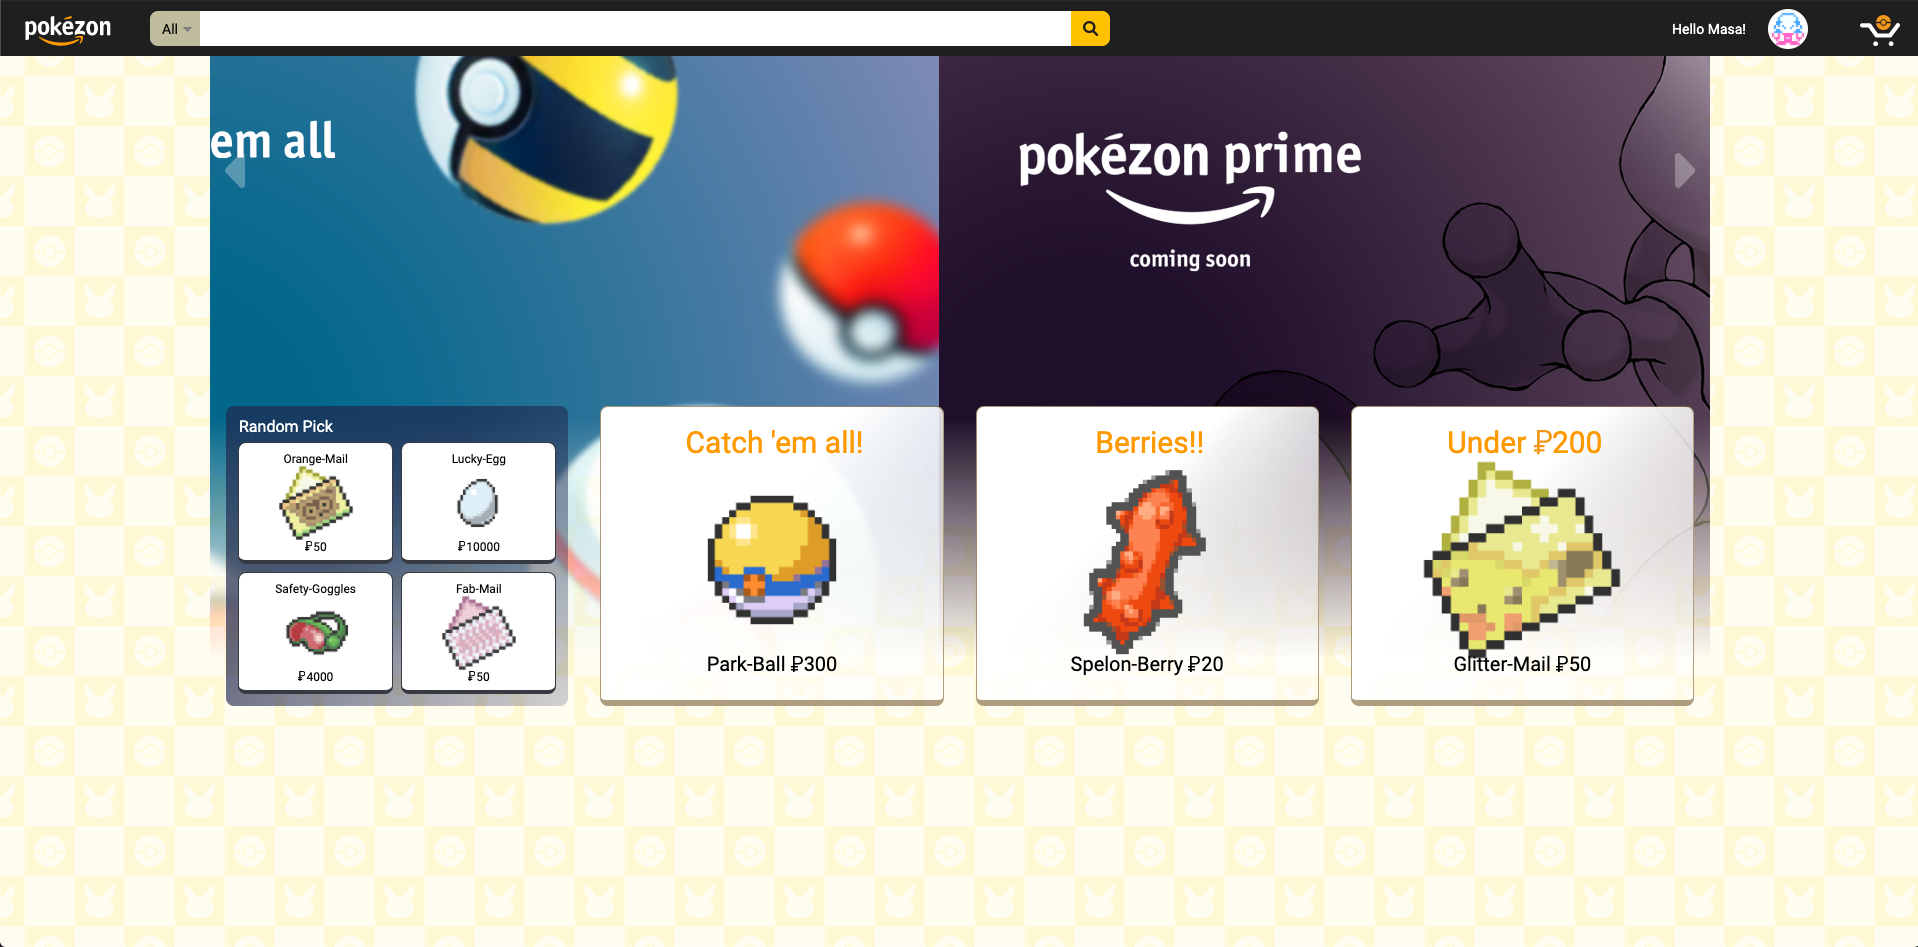 pokézon
All
Hello Masa!
em all
pokézon prime
coming soon
Random Pick
Orange-Mail
₽50
Lucky-Egg
₽10000
Safety-Goggles
₽4000
Fab-Mail
₽50
Catch 'em all!
Park-Ball ₽300
Berries!!
Spelon-Berry ₽20
Under ₽200
Glitter-Mail ₽50